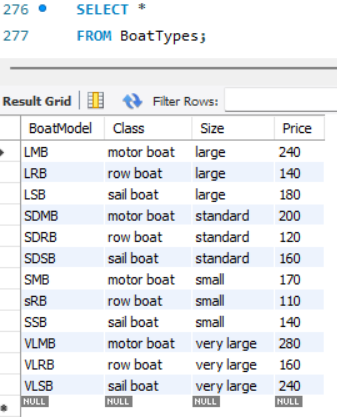 276 SELECT *
277 FROM BoatTypes;
Result Grid Filter Rows:
BoatModel Class Size Price
LMB motor boat large 240
LRB row boat large 140
LSB sail boat large 180
SDMB motor boat standard 200
SDRB row boat standard 120
SDSB sail boat standard 160
SMB motor boat small 170
sRB row boat small 110
SSB sail boat small 140
VLMB motor boat very large 280
VLRB row boat very large 160
VLSB sail boat very large 240
NULL NULL NULL NULL